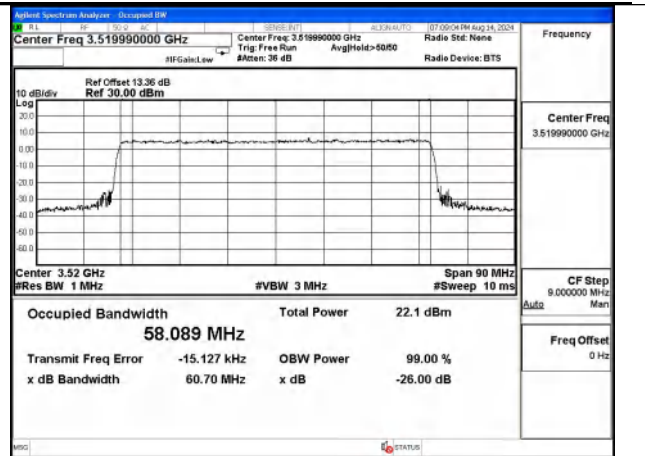 Agilent Spectrum Analyzer - Occupied BW
RL RF 50 Ω AC SENSE:INT ALIGN AUTO 07:09:04 PM Aug 14, 2024
Center Freq 3.519990000 GHz
Center Freq: 3.519990000 GHz
Radio Std: None
Trig: Free Run Avg|Hold:>50/50
#IFGain:Low #Atten: 36 dB Radio Device: BTS
Ref Offset 13.36 dB
10 dB/div Ref 30.00 dBm
Log
20.0
10.0
0.00
-10.0
-20.0
-30.0
-40.0
-50.0
-60.0
Center 3.52 GHz Span 90 MHz
#Res BW 1 MHz #VBW 3 MHz #Sweep 10 ms
Occupied Bandwidth Total Power 22.1 dBm
58.089 MHz
Transmit Freq Error -15.127 kHz OBW Power 99.00 %
x dB Bandwidth 60.70 MHz x dB -26.00 dB
MSG STATUS
Frequency
Center Freq
3.519990000 GHz
CF Step
9.000000 MHz
Auto Man
Freq Offset
0 Hz